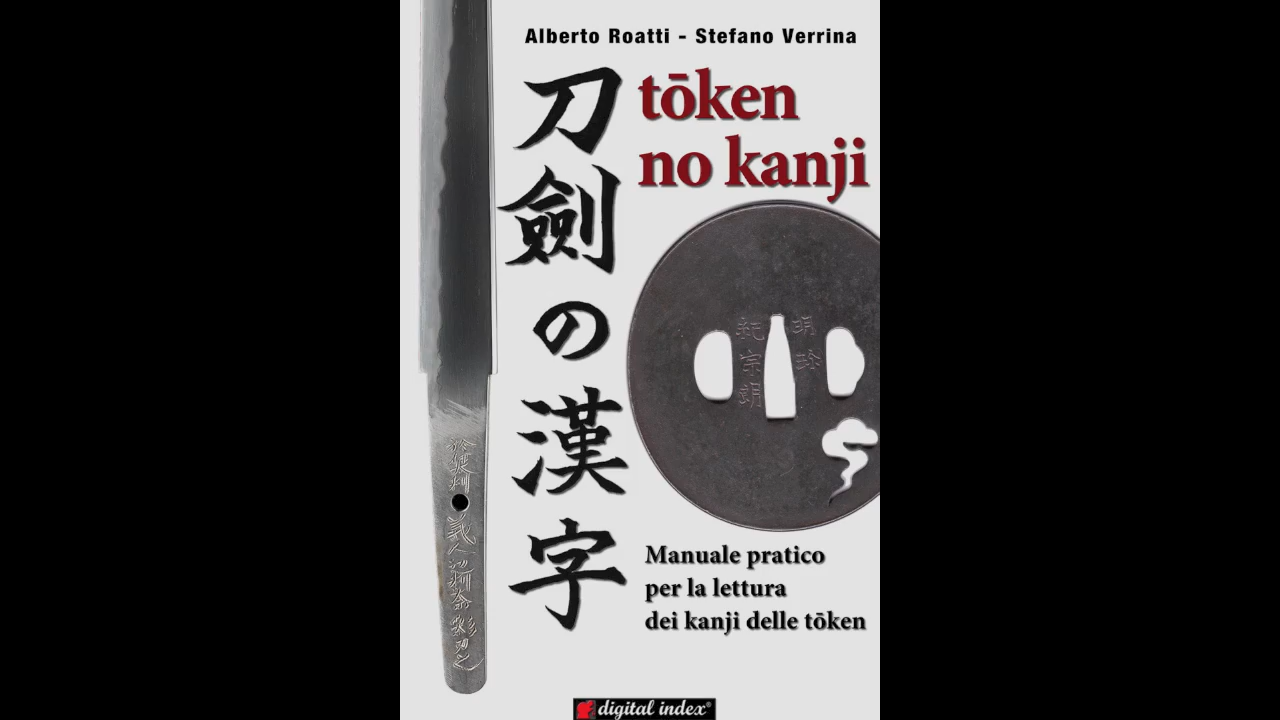 Alberto Roatti - Stefano Verrina
刀劍の漢字
tōken
no kanji
Manuale pratico
per la lettura
dei kanji delle tōken
digital index®